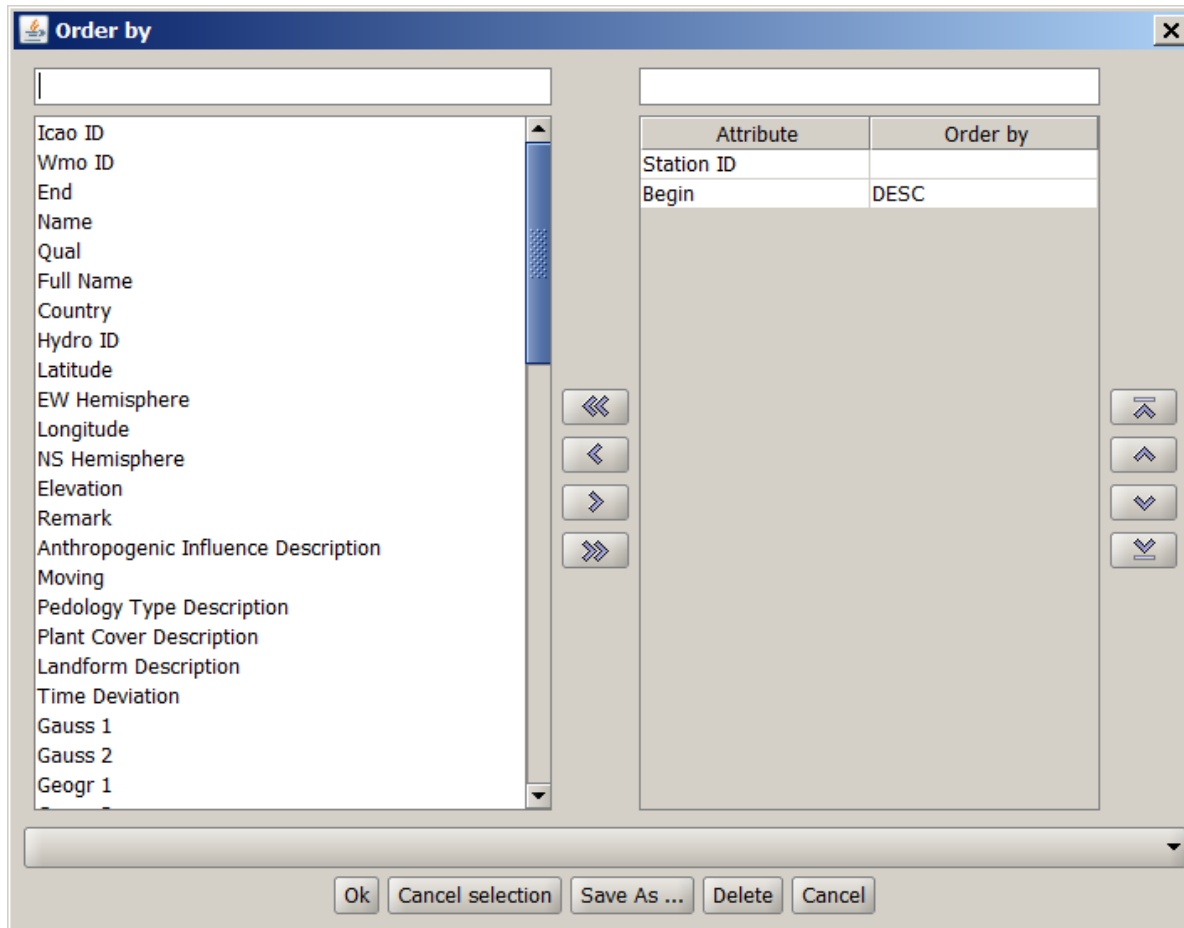 Order by
Icao ID
Wmo ID
End
Name
Qual
Full Name
Country
Hydro ID
Latitude
EW Hemisphere
Longitude
NS Hemisphere
Elevation
Remark
Anthropogenic Influence Description
Moving
Pedology Type Description
Plant Cover Description
Landform Description
Time Deviation
Gauss 1
Gauss 2
Geogr 1
Attribute Order by
Station ID
Begin DESC
Ok Cancel selection Save As ... Delete Cancel